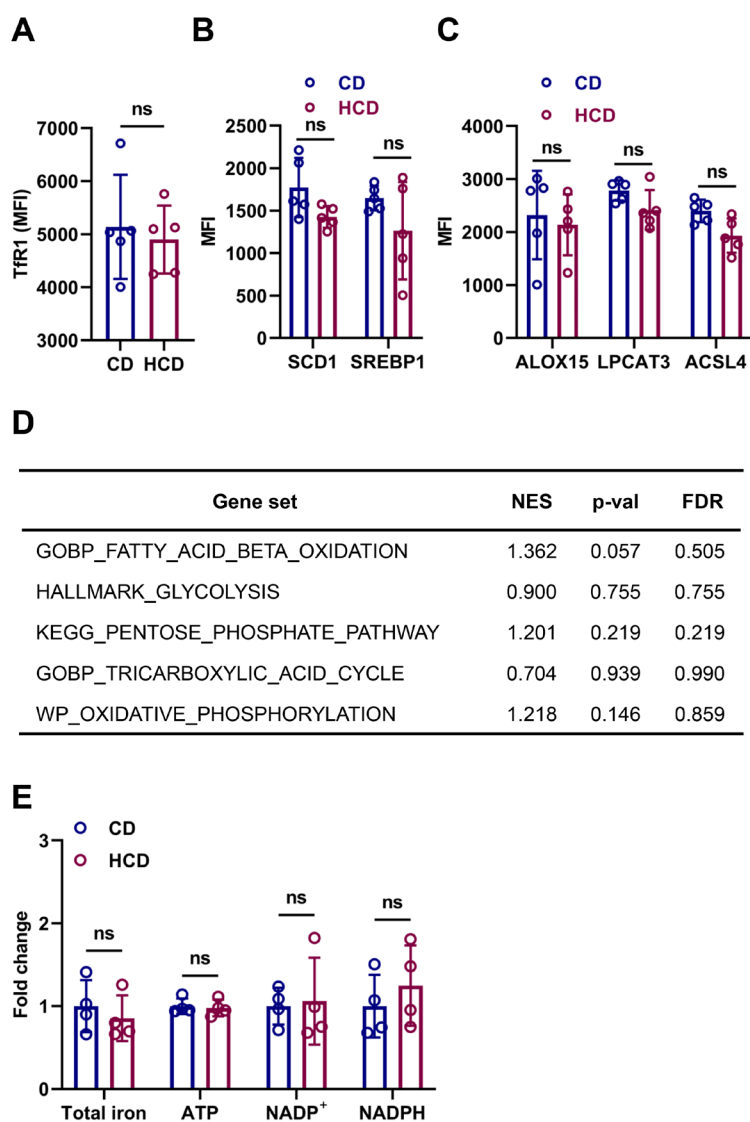 A
B
C
CD
HCD
CD
HCD
ns
ns
ns
ns
ns
ns
7000
6000
5000
4000
3000
TfR1 (MFI)
CD HCD
2500
2000
1500
1000
500
0
MFI
SCD1 SREBP1
4000
3000
2000
1000
0
MFI
ALOX15 LPCAT3 ACSL4
D
Gene set NES p-val FDR
GOBP_FATTY_ACID_BETA_OXIDATION 1.362 0.057 0.505
HALLMARK_GLYCOLYSIS 0.900 0.755 0.755
KEGG_PENTOSE_PHOSPHATE_PATHWAY 1.201 0.219 0.219
GOBP_TRICARBOXYLIC_ACID_CYCLE 0.704 0.939 0.990
WP_OXIDATIVE_PHOSPHORYLATION 1.218 0.146 0.859
E
CD
HCD
ns
ns
ns
ns
3
2
1
0
Fold change
Total iron ATP NADP⁺ NADPH